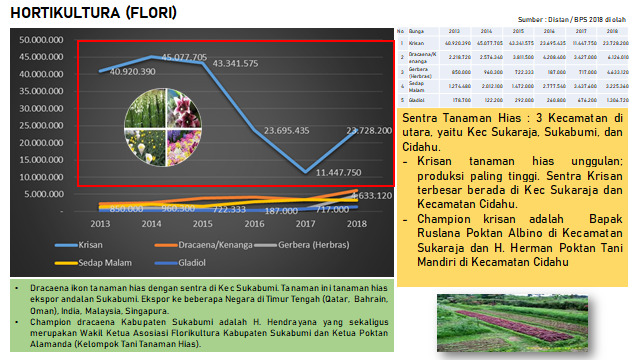 HORTIKULTURA (FLORI)
Sumber : Distan/BPS 2018 di olah
50.000.000
45.000.000
40.000.000
35.000.000
30.000.000
25.000.000
20.000.000
15.000.000
10.000.000
5.000.000
-
40.920.390
45.077.705
43.341.575
23.695.435
11.447.750
23.728.200
850.000
960.300
722.333
187.000
717.000
4.633.120
2013 2014 2015 2016 2017 2018
Krisan Dracaena/Kenanga Gerbera (Herbras)
Sedap Malam Gladiol
No Bunga 2013 2014 2015 2016 2017 2018
1 Krisan 40.920.390 45.077.705 43.341.575 23.695.435 11.447.750 23.728.200
2 Dracaena/K
enanga 2.218.720 2.574.340 3.811.500 4.208.400 3.427.000
3 Gerbera
(Herbras) 850.000 722.333 187.000 717.000 4.633.120
4 Sedap
Malam 1.274.480 2.012.100 1.672.000 2.777.540 3.437.400 3.225.340
5 Gladiol 178.700 122.200 292.000 240.800 1.304.720
Sentra Tanaman Hias : 3 Kecamatan di
utara, yaitu Kec Sukaraja, Sukabumi, dan
Cidahu.
- Krisan tanaman hias unggulan;
produksi paling tinggi. Sentra Krisan
terbesar berada di Kec Sukaraja dan
Kecamatan Cidahu.
- Champion krisan adalah Bapak
Ruslana Poktan Albino di Kecamatan
Sukaraja dan H. Herman Poktan Tani
Mandiri di Kecamatan Cidahu
• Dracaena ikon tanaman hias dengan sentra di Kec Sukabumi. Tanaman ini tanaman hias
ekspor andalan Sukabumi. Ekspor ke beberapa Negara di Timur Tengah (Qatar, Bahrain,
Oman), India, Malaysia, Singapura.
• Champion dracaena Kabupaten Sukabumi adalah H. Hendrayana yang sekaligus
merupakan Wakil Ketua Asosiasi Florikultura Kabupaten Sukabumi dan Ketua Poktan
Alamanda (Kelompok Tani Tanaman Hias).